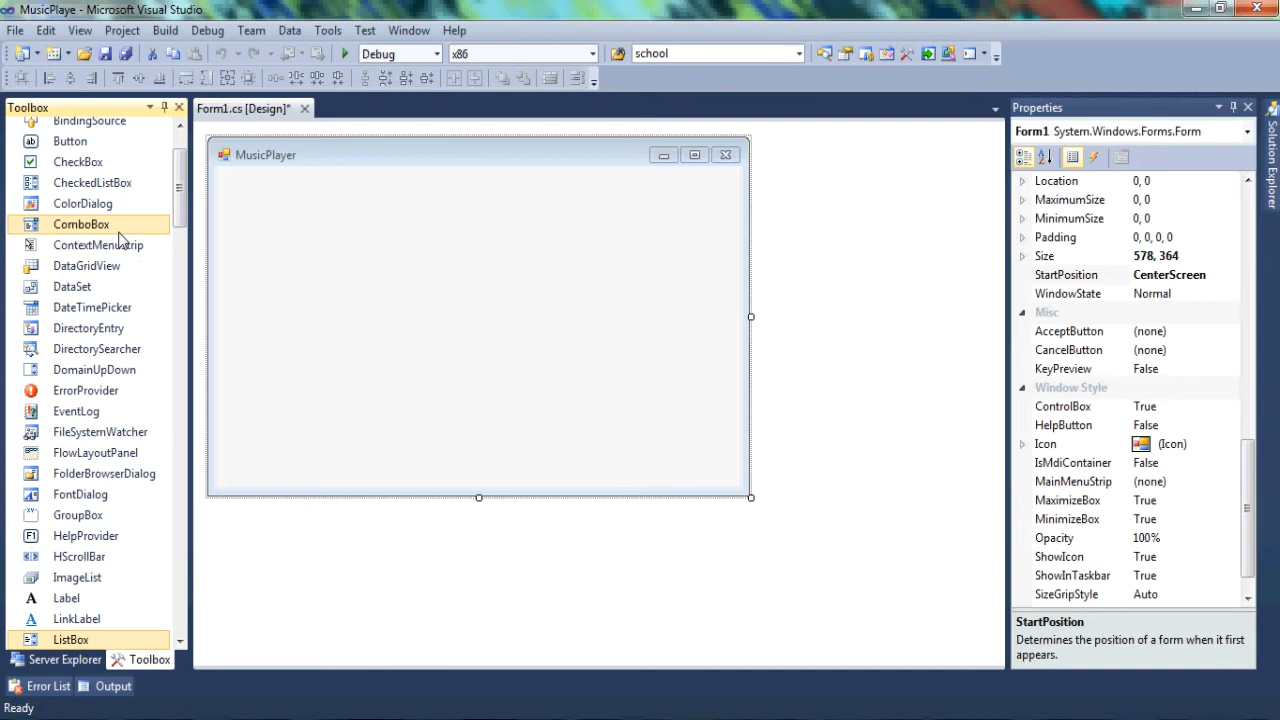 MusicPlaye - Microsoft Visual Studio
File Edit View Project Build Debug Team Data Tools Test Window Help
Debug x86 school
Toolbox
BindingSource
Button
CheckBox
CheckedListBox
ColorDialog
ComboBox
ContextMenuStrip
DataGridView
DataSet
DateTimePicker
DirectoryEntry
DirectorySearcher
DomainUpDown
ErrorProvider
EventLog
FileSystemWatcher
FlowLayoutPanel
FolderBrowserDialog
FontDialog
GroupBox
HelpProvider
HScrollBar
ImageList
Label
LinkLabel
ListBox
Server Explorer Toolbox
Form1.cs [Design]*
MusicPlayer
Properties
Form1 System.Windows.Forms.Form
Location 0, 0
MaximumSize 0, 0
MinimumSize 0, 0
Padding 0, 0, 0, 0
Size 578, 364
StartPosition CenterScreen
WindowState Normal
Misc
AcceptButton (none)
CancelButton (none)
KeyPreview False
Window Style
ControlBox True
HelpButton False
Icon (Icon)
IsMdiContainer False
MainMenuStrip (none)
MaximizeBox True
MinimizeBox True
Opacity 100%
ShowIcon True
ShowInTaskbar True
SizeGripStyle Auto
StartPosition
Determines the position of a form when it first
appears.
Solution Explorer
Error List Output
Ready